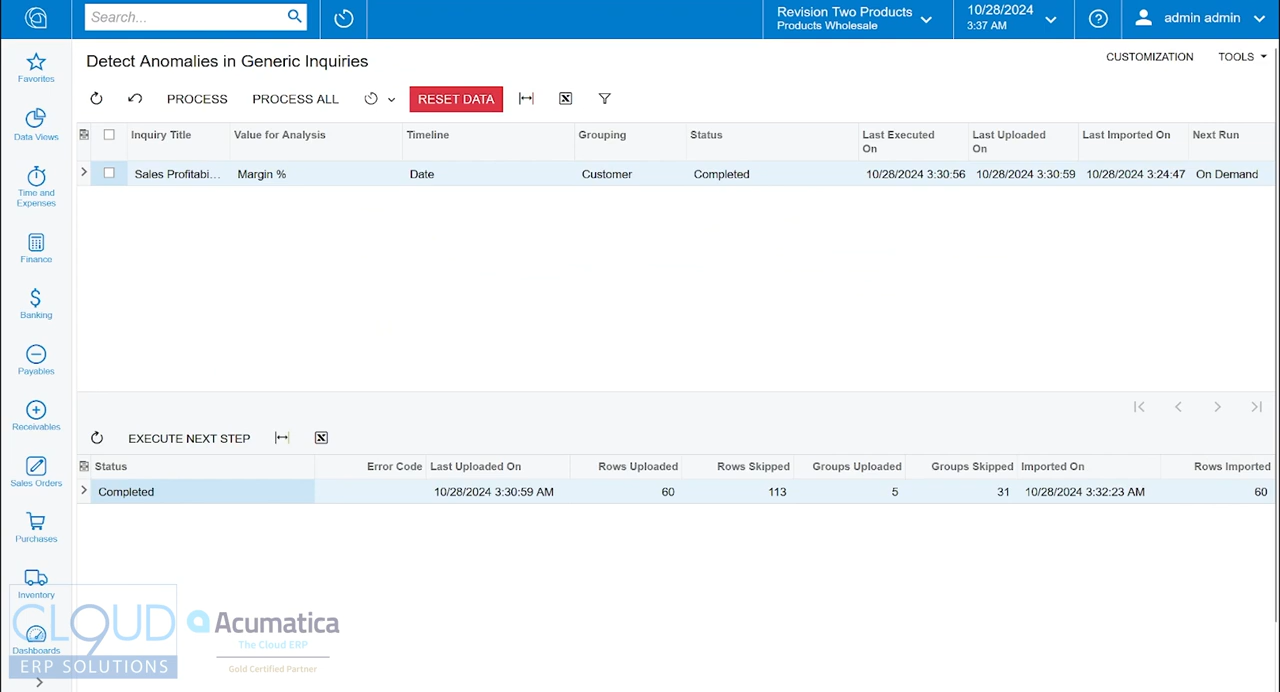 Search...
Revision Two Products
Products Wholesale
10/28/2024
3:37 AM
admin admin
Favorites
Data Views
Time and
Expenses
Finance
Banking
Payables
Receivables
Sales Orders
Purchases
Inventory
Dashboards
Detect Anomalies in Generic Inquiries
CUSTOMIZATION TOOLS
PROCESS PROCESS ALL RESET DATA
Inquiry Title Value for Analysis Timeline Grouping Status Last Executed On Last Uploaded On Last Imported On Next Run
Sales Profitabi... Margin % Date Customer Completed 10/28/2024 3:30:56 10/28/2024 3:30:59 10/28/2024 3:24:47 On Demand
EXECUTE NEXT STEP
Status Error Code Last Uploaded On Rows Uploaded Rows Skipped Groups Uploaded Groups Skipped Imported On Rows Imported
Completed 10/28/2024 3:30:59 AM 60 113 5 31 10/28/2024 3:32:23 AM 60
CLOUD9
ERP SOLUTIONS
Acumatica
The Cloud ERP
Gold Certified Partner